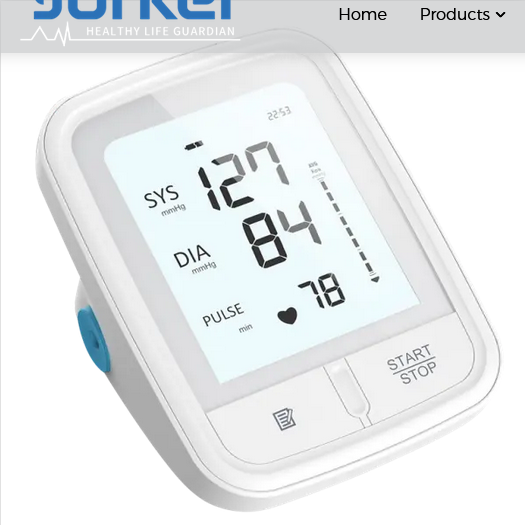 Home Products
HEALTHY LIFE GUARDIAN
22:53
SYS
mmHg
127
DIA
mmHg
84
PULSE
min
78
START
STOP